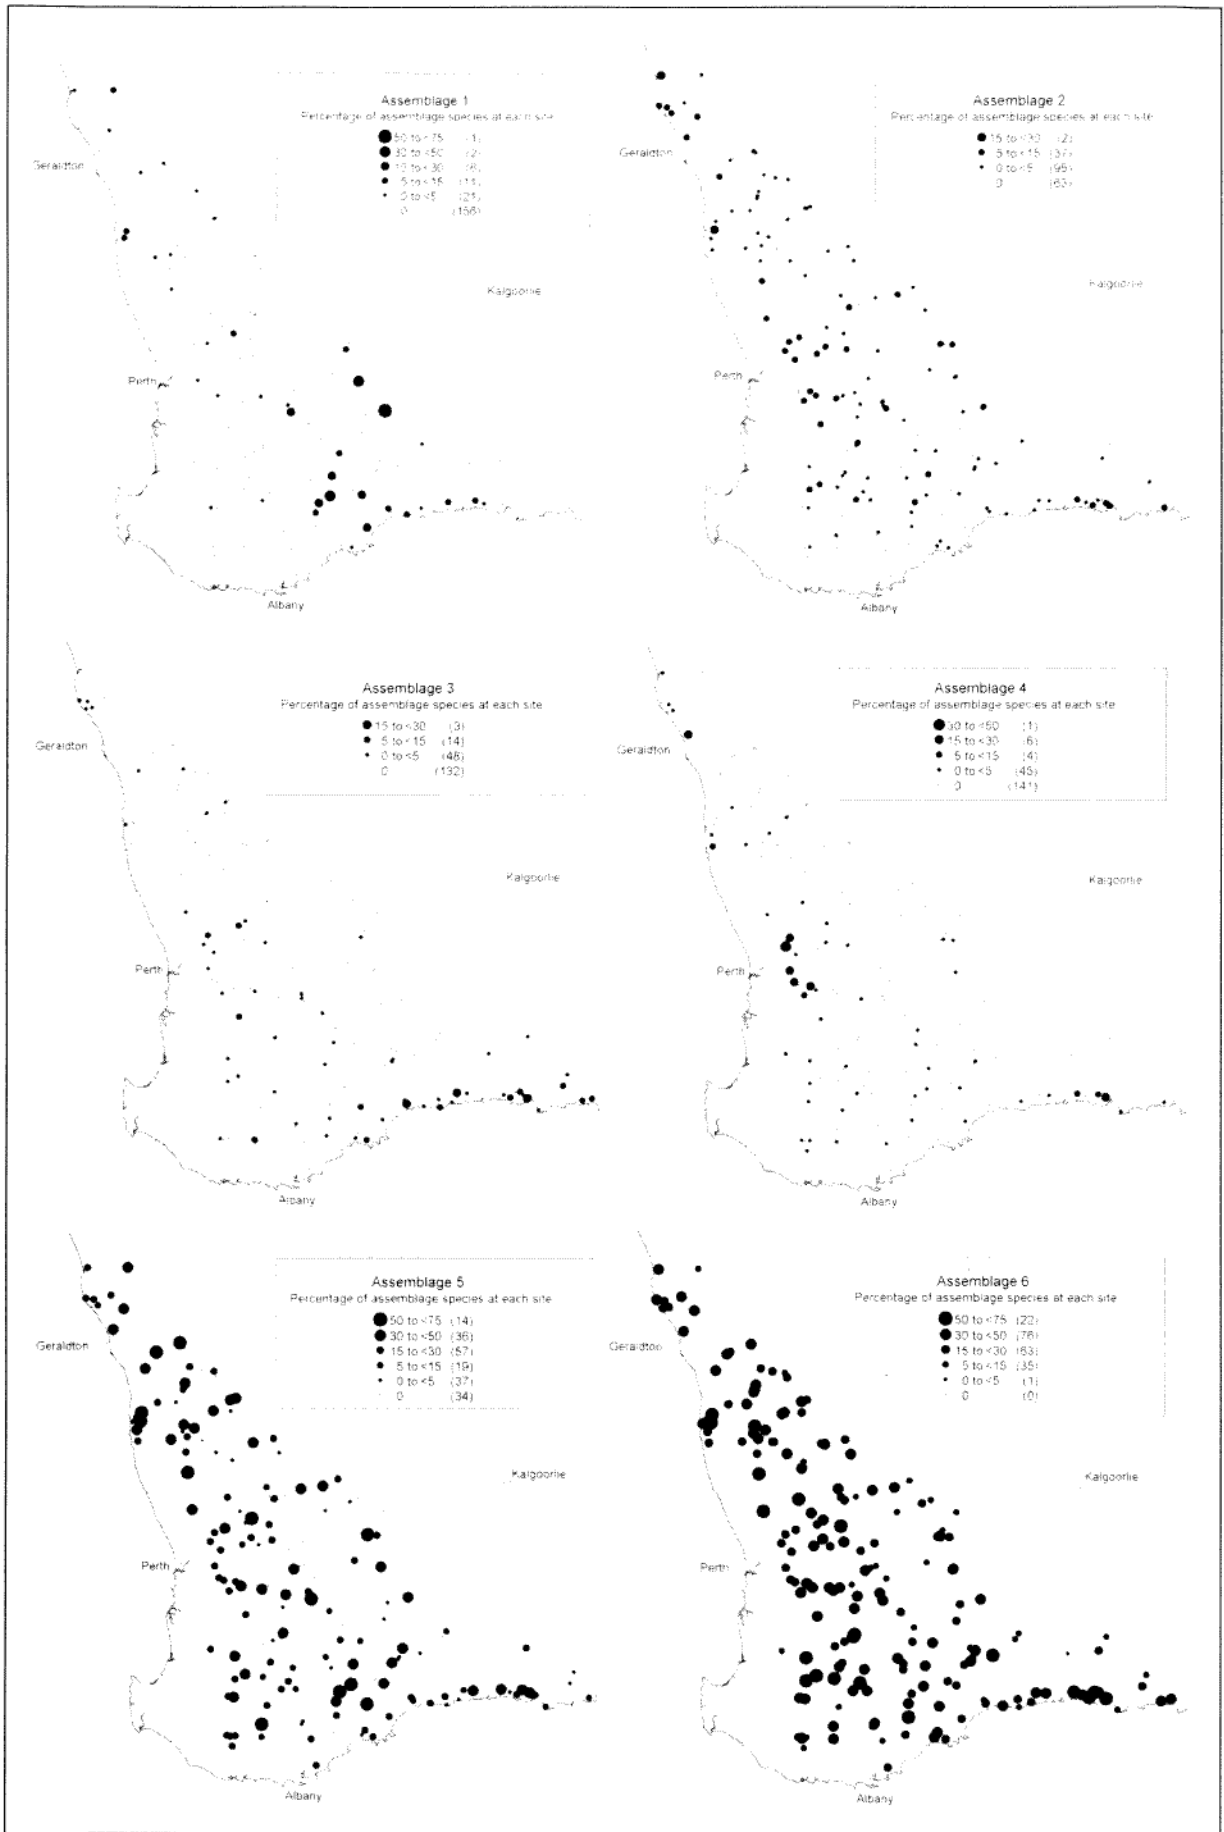 Assemblage 1
Percentage of assemblage species at each site
50 to <75 (1)
30 to <50 (2)
15 to <30 (6)
5 to <15
0 to <5
0
Geraldton
Kalgoorlie
Perth
Albany
Assemblage 2
Percentage of assemblage species at each site
15 to <30 (2)
5 to <15 (37)
0 to <5 (95)
0 (63)
Geraldton
Kalgoorlie
Perth
Albany
Assemblage 3
Percentage of assemblage species at each site
15 to <30 (3)
5 to <15 (14)
0 to <5 (48)
0 (132)
Geraldton
Kalgoorlie
Perth
Albany
Assemblage 4
Percentage of assemblage species at each site
30 to <50 (1)
15 to <30 (6)
5 to <15 (4)
0 to <5 (45)
0 (141)
Geraldton
Kalgoorlie
Perth
Albany
Assemblage 5
Percentage of assemblage species at each site
50 to <75 (14)
30 to <50 (36)
15 to <30 (57)
5 to <15 (19)
0 to <5 (37)
0 (34)
Geraldton
Kalgoorlie
Perth
Albany
Assemblage 6
Percentage of assemblage species at each site
50 to <75 (22)
30 to <50 (76)
15 to <30 (63)
5 to <15 (35)
0 to <5 (1)
0 (0)
Geraldton
Kalgoorlie
Perth
Albany